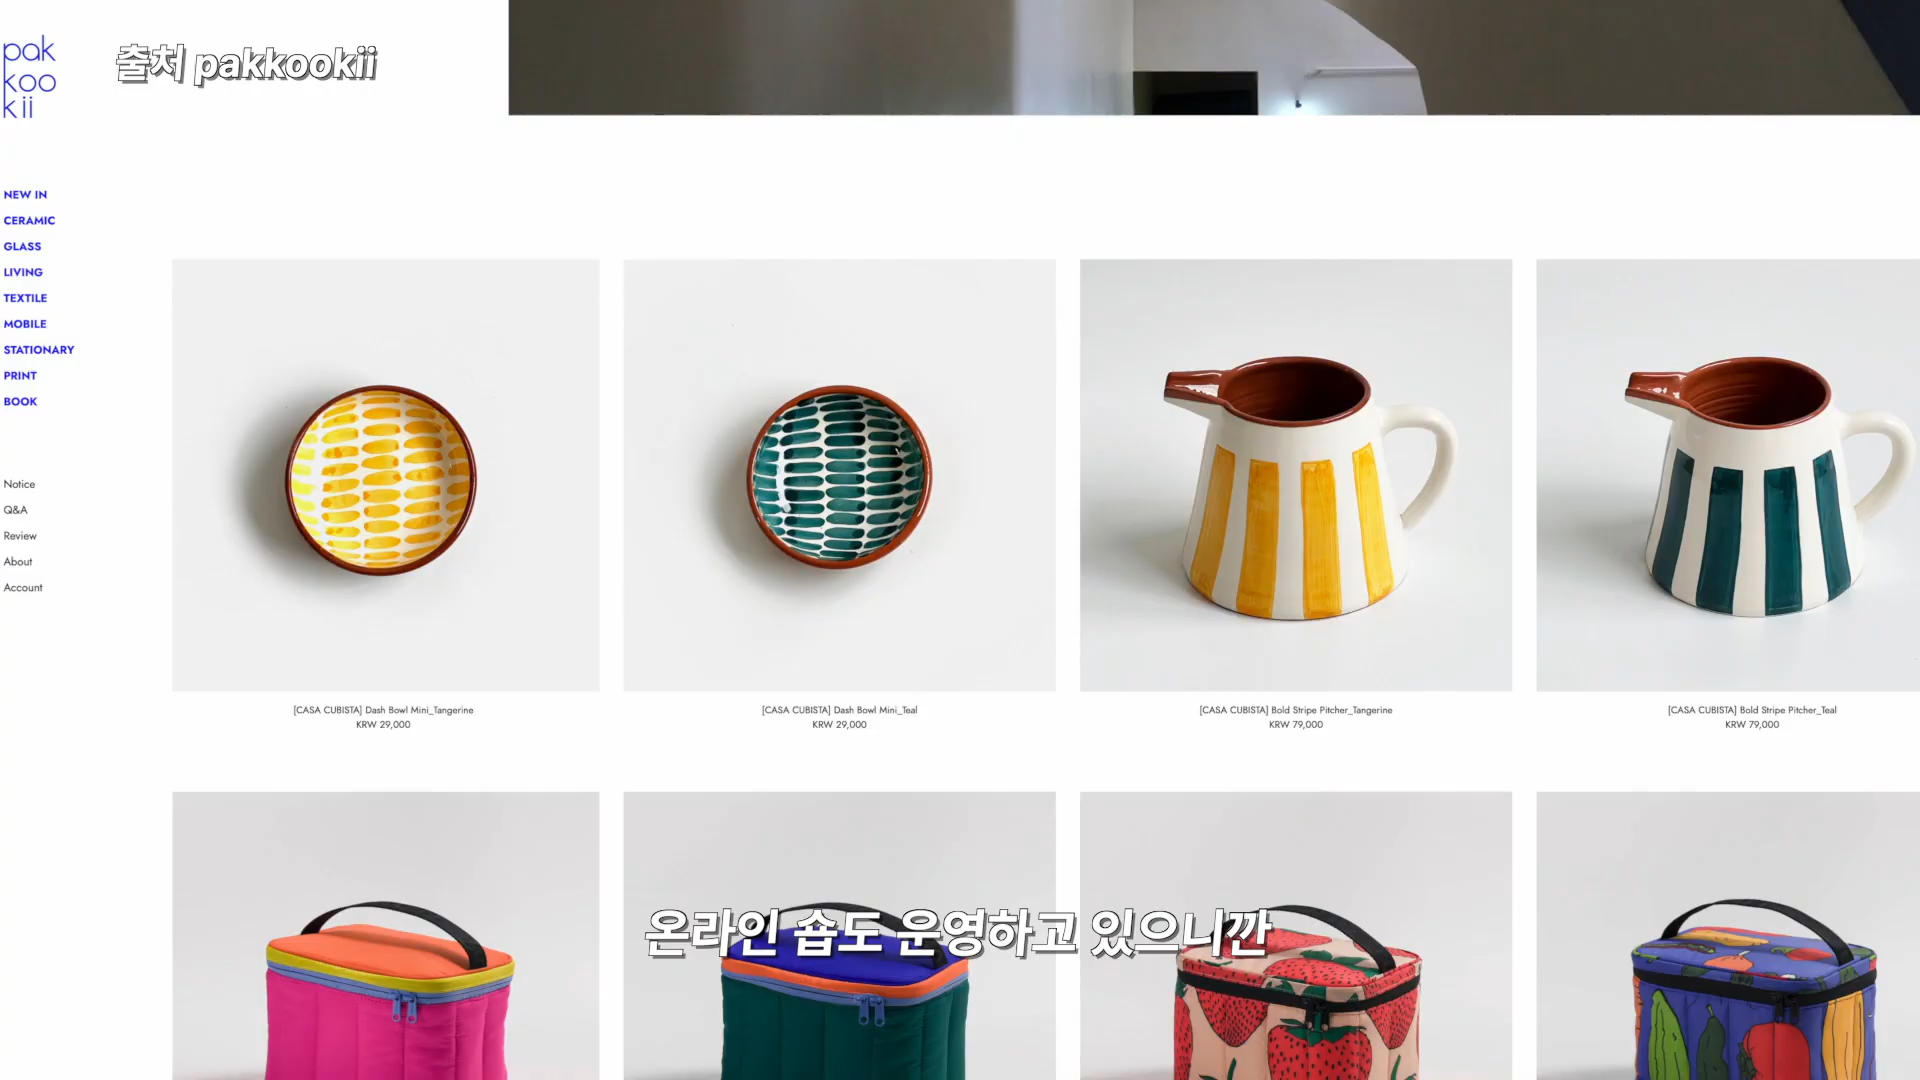 pak
koo
kii
출처 pakkookii
NEW IN
CERAMIC
GLASS
LIVING
TEXTILE
MOBILE
STATIONARY
PRINT
BOOK
Notice
Q&A
Review
About
Account
[CASA CUBISTA] Dash Bowl Mini_Tangerine
KRW 29,000
[CASA CUBISTA] Dash Bowl Mini_Teal
KRW 29,000
[CASA CUBISTA] Bold Stripe Pitcher_Tangerine
KRW 79,000
[CASA CUBISTA] Bold Stripe Pitcher_Teal
KRW 79,000
온라인 숍도 운영하고 있으니깐